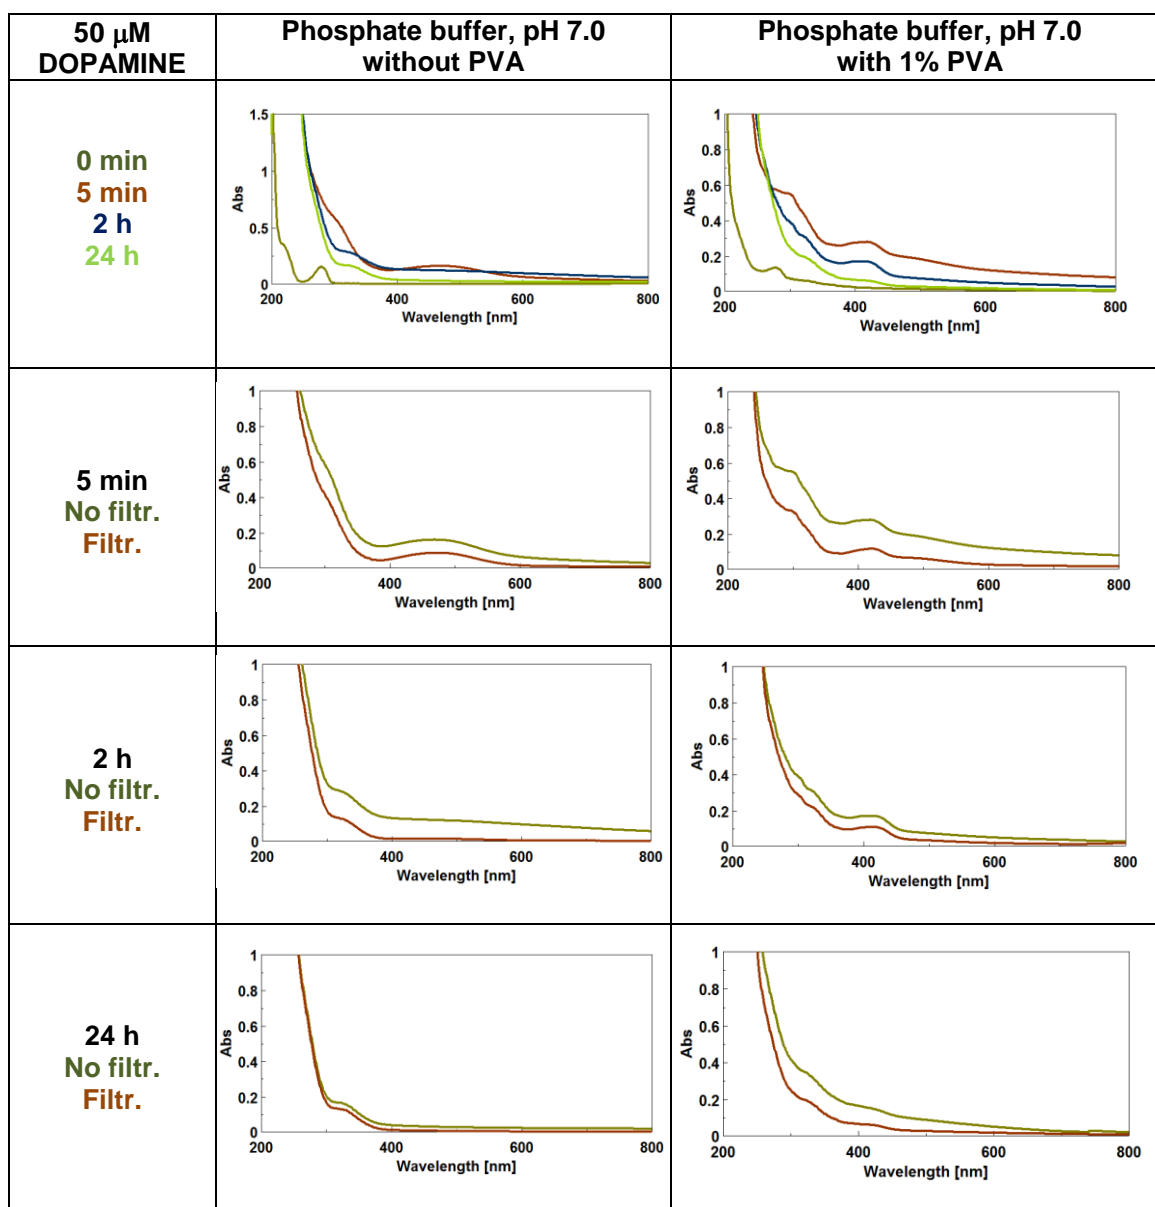 50 μM
DOPAMINE
Phosphate buffer, pH 7.0
without PVA
Phosphate buffer, pH 7.0
with 1% PVA
0 min
5 min
2 h
24 h
1.5
1
0.5
0
Abs
200
400
600
800
Wavelength [nm]
1
0.8
0.6
0.4
0.2
0
Abs
200
400
600
800
Wavelength [nm]
5 min
No filtr.
Filtr.
1
0.8
0.6
0.4
0.2
0
Abs
200
400
600
800
Wavelength [nm]
1
0.8
0.6
0.4
0.2
0
Abs
200
400
600
800
Wavelength [nm]
2 h
No filtr.
Filtr.
1
0.8
0.6
0.4
0.2
0
Abs
200
400
600
800
Wavelength [nm]
1
0.8
0.6
0.4
0.2
0
Abs
200
400
600
800
Wavelength [nm]
24 h
No filtr.
Filtr.
1
0.8
0.6
0.4
0.2
0
Abs
200
400
600
800
Wavelength [nm]
1
0.8
0.6
0.4
0.2
0
Abs
200
400
600
800
Wavelength [nm]